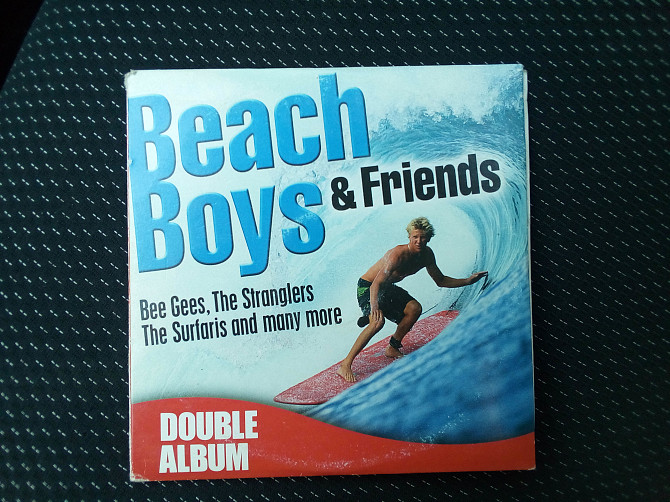 Beach
Boys
& Friends
Bee Gees, The Stranglers
The Surfaris and many more
DOUBLE
ALBUM